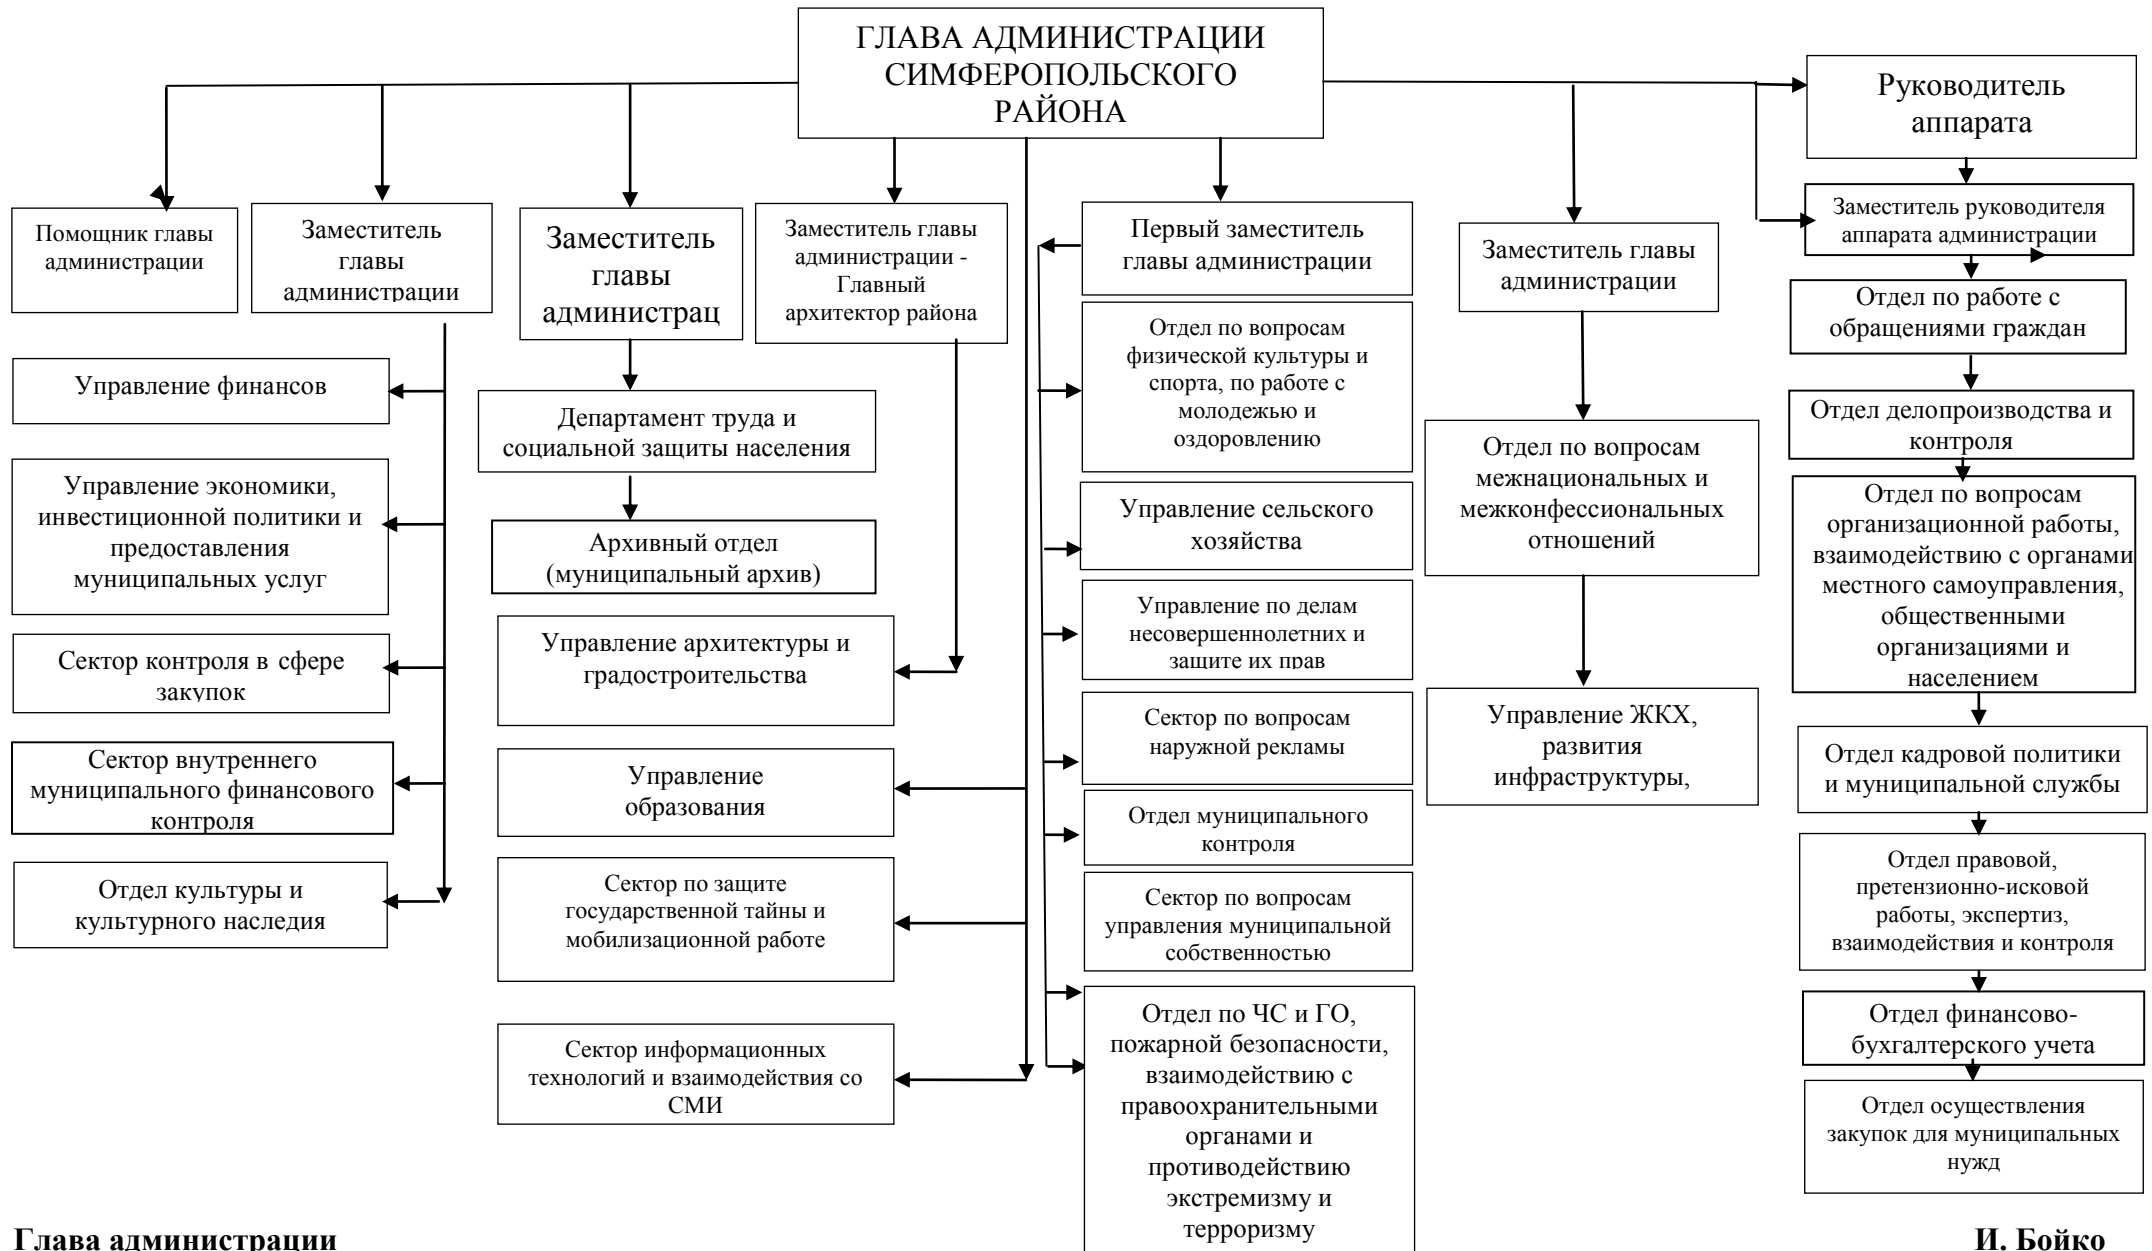 ГЛАВА АДМИНИСТРАЦИИ
СИМФЕРОПОЛЬСКОГО
РАЙОНА
Руководитель
аппарата
Помощник главы
администрации
Заместитель
главы
администрации
Заместитель
главы
администрац
Заместитель главы
администрации -
Главный
архитектор района
Первый заместитель
главы администрации
Заместитель главы
администрации
Заместитель руководителя
аппарата администрации
Управление финансов
Управление экономики,
инвестиционной политики и
предоставления
муниципальных услуг
Сектор контроля в сфере
закупок
Сектор внутреннего
муниципального финансового
контроля
Отдел культуры и
культурного наследия
Департамент труда и
социальной защиты населения
Архивный отдел
(муниципальный архив)
Управление архитектуры и
градостроительства
Управление
образования
Сектор по защите
государственной тайны и
мобилизационной работе
Сектор информационных
технологий и взаимодействия со
СМИ
Отдел по вопросам
физической культуры и
спорта, по работе с
молодежью и
оздоровлению
Управление сельского
хозяйства
Управление по делам
несовершеннолетних и
защите их прав
Сектор по вопросам
наружной рекламы
Отдел муниципального
контроля
Сектор по вопросам
управления муниципальной
собственностью
Отдел по ЧС и ГО,
пожарной безопасности,
взаимодействию с
правоохранительными
органами и
противодействию
экстремизму и
терроризму
Отдел по вопросам
межнациональных и
межконфессиональных
отношений
Управление ЖКХ,
развития
инфраструктуры,
Отдел по работе с
обращениями граждан
Отдел делопроизводства и
контроля
Отдел по вопросам
организационной работы,
взаимодействию с органами
местного самоуправления,
общественными
организациями и
населением
Отдел кадровой политики
и муниципальной службы
Отдел правовой,
претензионно-исковой
работы, экспертиз,
взаимодействия и контроля
Отдел финансово-
бухгалтерского учета
Отдел осуществления
закупок для муниципальных
нужд
Глава администрации
И. Бойко